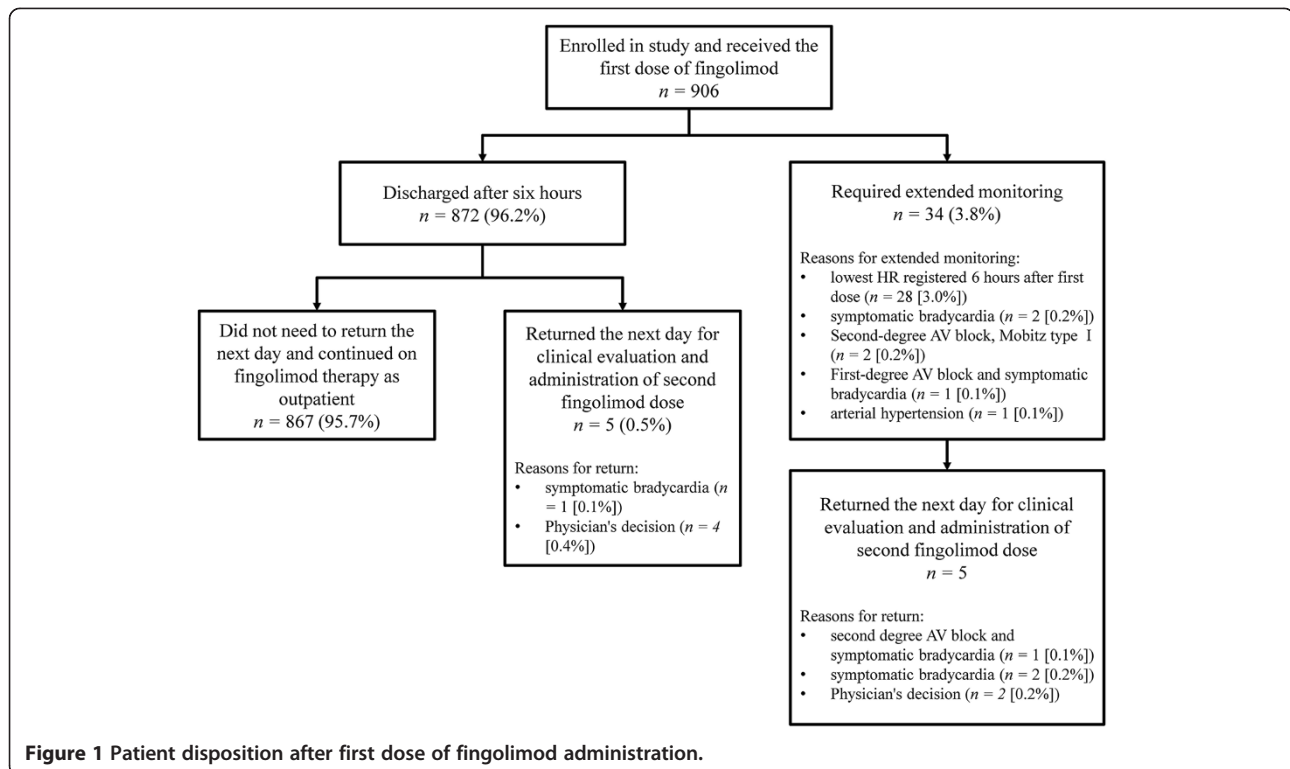 Enrolled in study and received the
first dose of fingolimod
n = 906
Discharged after six hours
n = 872 (96.2%)
Required extended monitoring
n = 34 (3.8%)
Reasons for extended monitoring:
• lowest HR registered 6 hours after first
dose (n = 28 [3.0%])
• symptomatic bradycardia (n = 2 [0.2%])
• Second-degree AV block, Mobitz type I
(n = 2 [0.2%])
• First-degree AV block and symptomatic
bradycardia (n = 1 [0.1%])
• arterial hypertension (n = 1 [0.1%])
Did not need to return the
next day and continued on
fingolimod therapy as
outpatient
n = 867 (95.7%)
Returned the next day for
clinical evaluation and
administration of second
fingolimod dose
n = 5 (0.5%)
Reasons for return:
• symptomatic bradycardia (n
= 1 [0.1%])
• Physician's decision (n = 4
[0.4%])
Returned the next day for clinical
evaluation and administration of
second fingolimod dose
n = 5
Reasons for return:
• second degree AV block and
symptomatic bradycardia (n = 1 [0.1%])
• symptomatic bradycardia (n = 2 [0.2%])
• Physician's decision (n = 2 [0.2%])
Figure 1 Patient disposition after first dose of fingolimod administration.